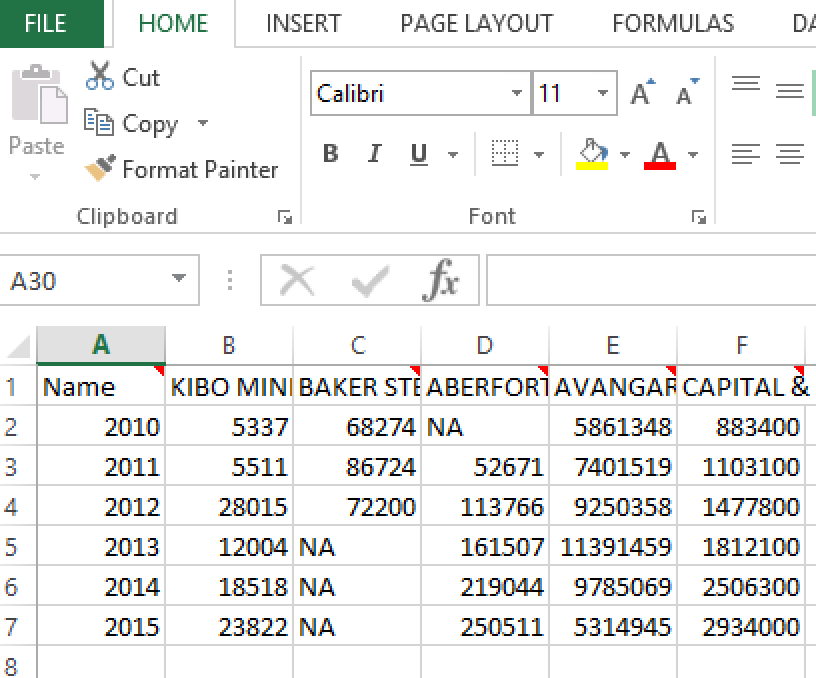 FILE HOME INSERT PAGE LAYOUT FORMULAS DA
Cut
Copy
Paste
Format Painter
Clipboard
Calibri 11 A A
B I U A
Font
A30 fx
A B C D E F
1 Name KIBO MINI BAKER STE ABERFORT AVANGAR CAPITAL &
2 2010 5337 68274 NA 5861348 883400
3 2011 5511 86724 52671 7401519 1103100
4 2012 28015 72200 113766 9250358 1477800
5 2013 12004 NA 161507 11391459 1812100
6 2014 18518 NA 219044 9785069 2506300
7 2015 23822 NA 250511 5314945 2934000
8